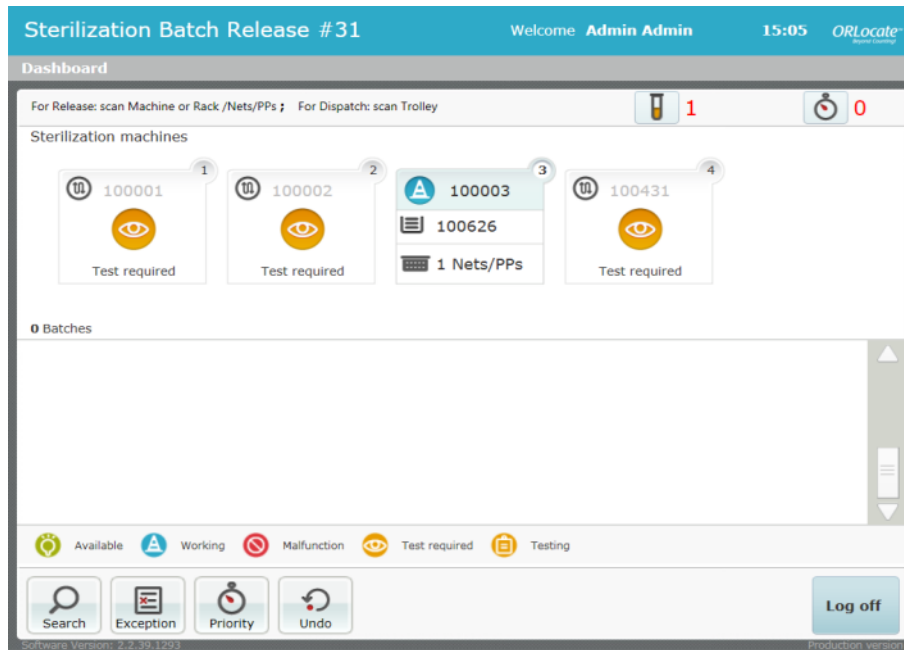 Sterilization Batch Release #31 Welcome Admin Admin 15:05 ORLocate
Beyond Counting!
Dashboard
For Release: scan Machine or Rack /Nets/PPs ; For Dispatch: scan Trolley 1 0
Sterilization machines
1 2 3 4
100001 100002 100003 100431
100626
1 Nets/PPs
Test required Test required Test required
0 Batches
Available Working Malfunction Test required Testing
Search Exception Priority Undo Log off
Software Version: 2.2.39.1293 Production version